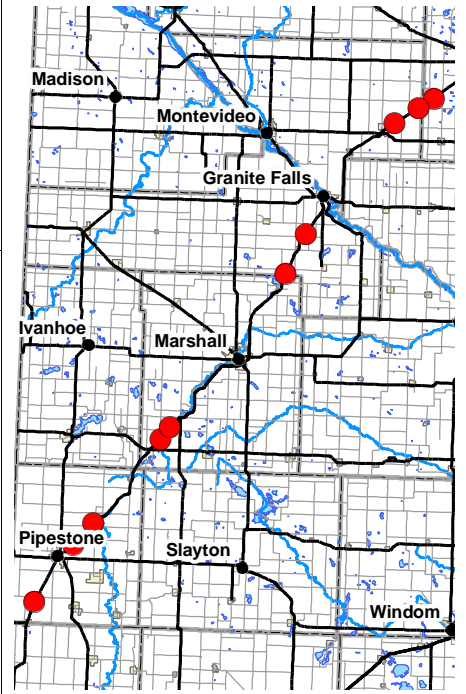 Madison
Montevideo
Granite Falls
Ivanhoe
Marshall
Pipestone
Slayton
Windom